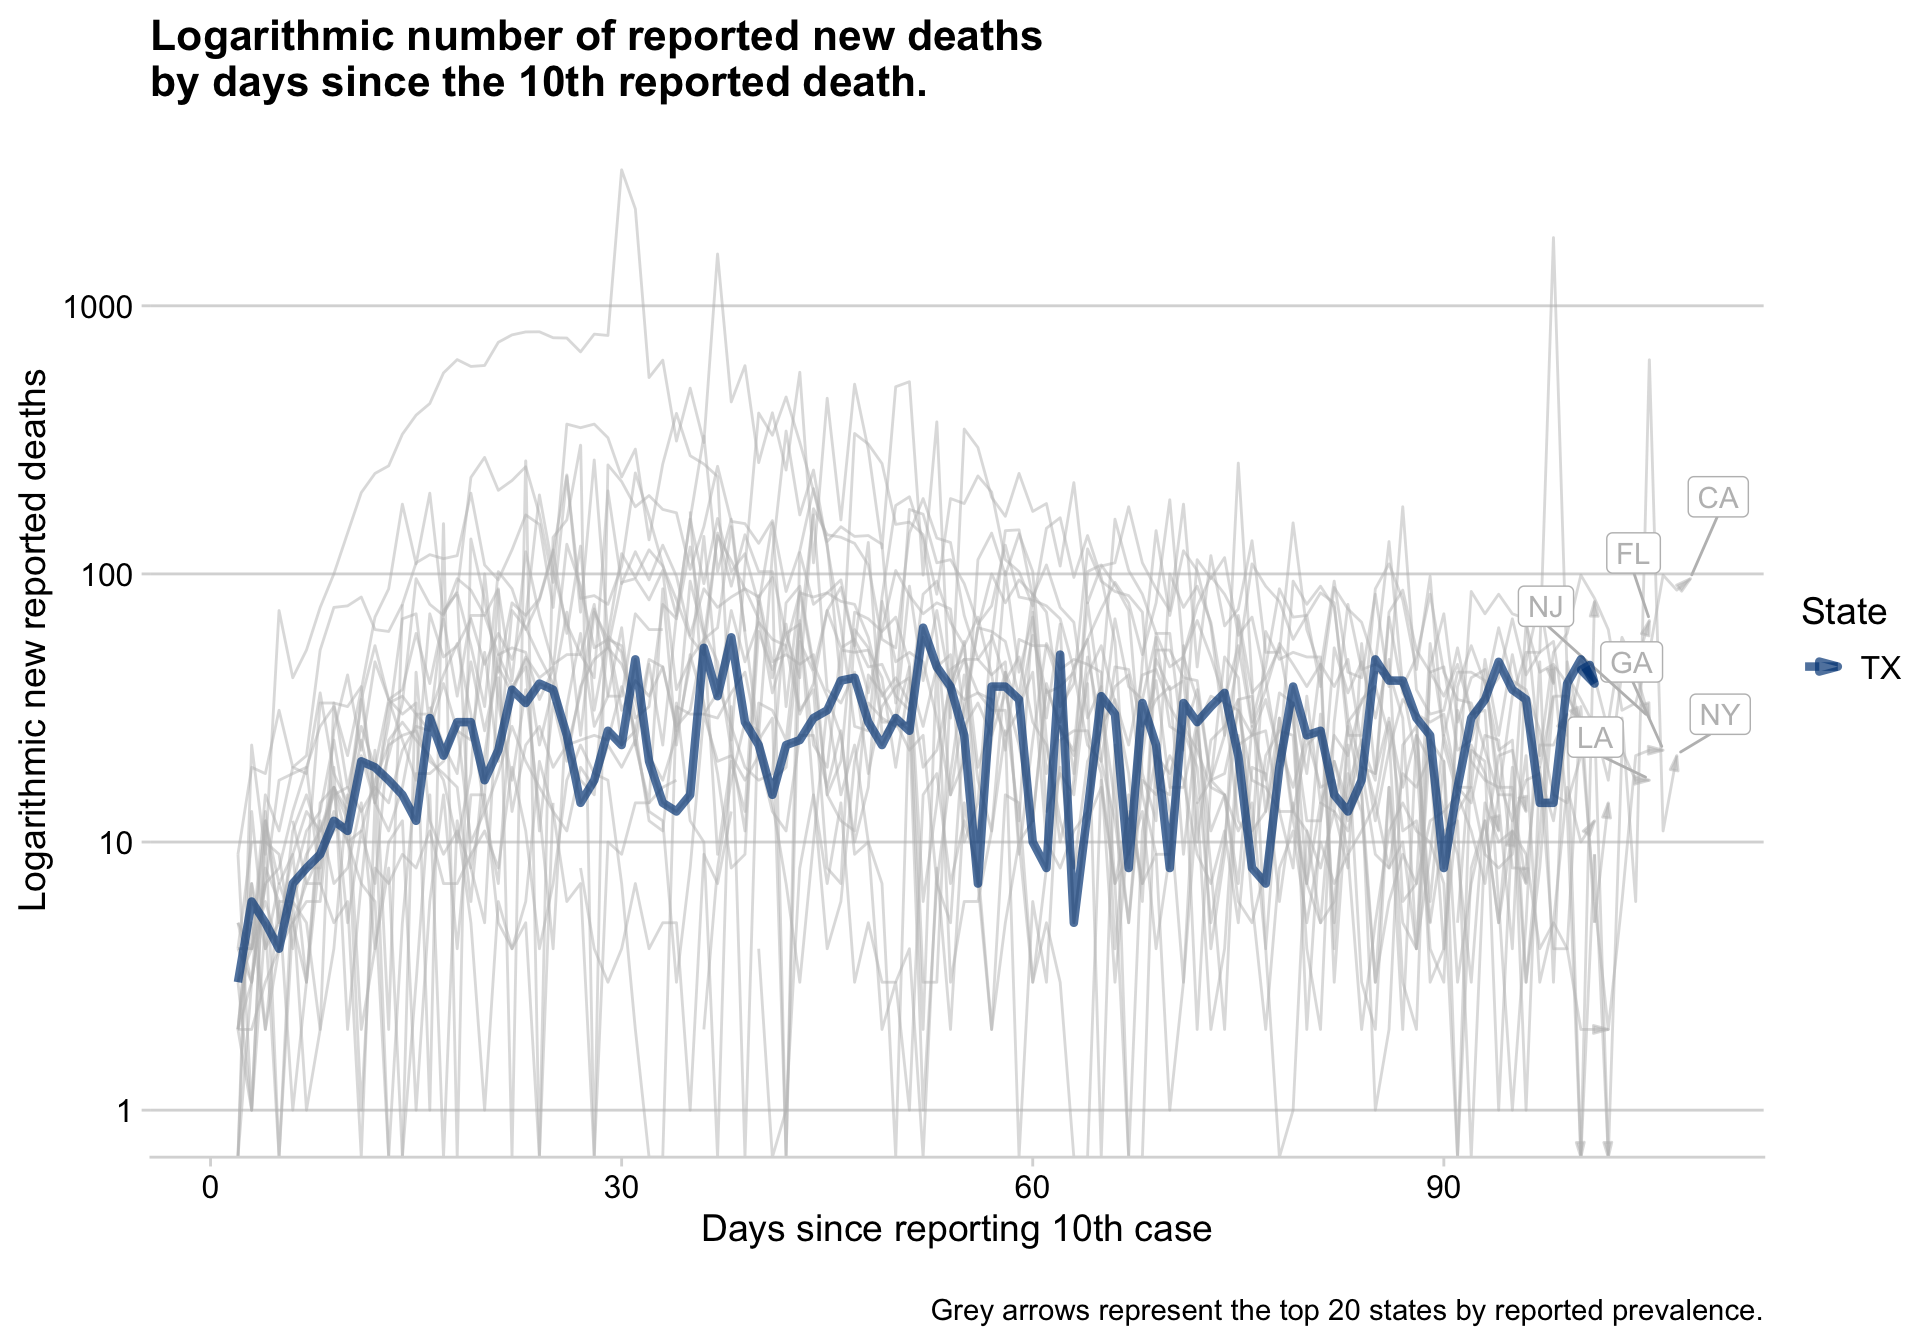 Logarithmic number of reported new deaths
by days since the 10th reported death.
Logarithmic new reported deaths
1000
100
10
1
CA
FL
NJ
GA
NY
LA
State
TX
0
30
60
90
Days since reporting 10th case
Grey arrows represent the top 20 states by reported prevalence.